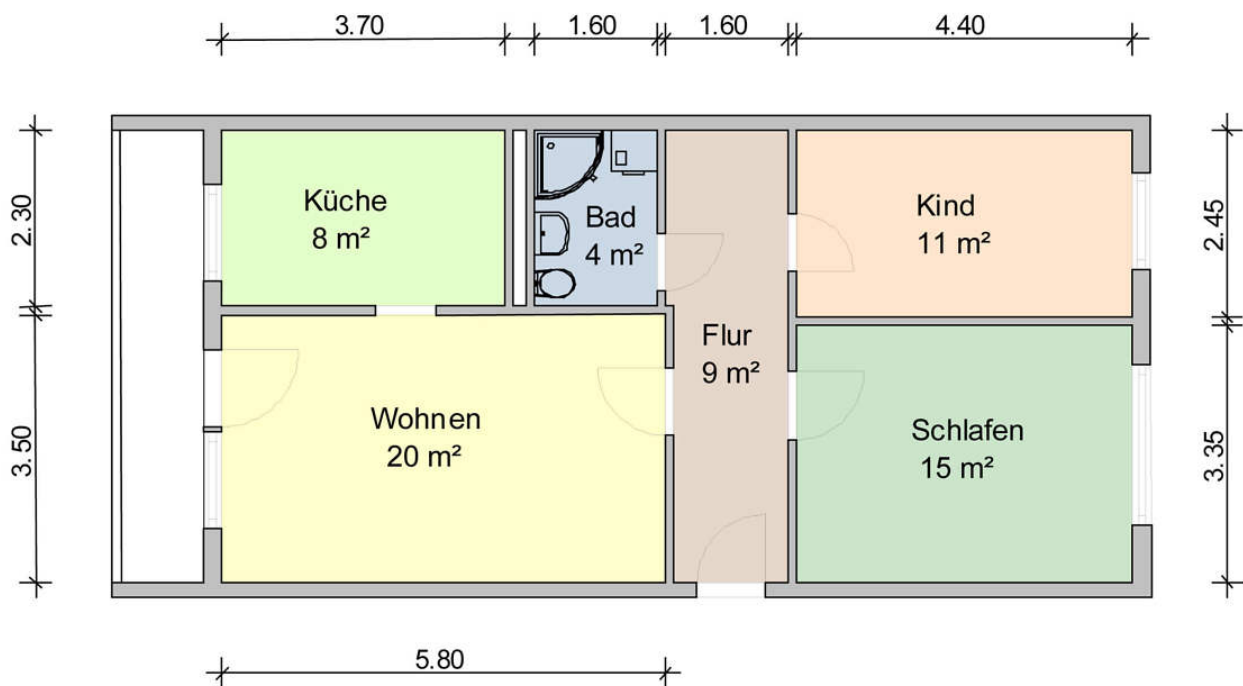 3.70
1.60
1.60
4.40
2.30
3.50
Küche
8 m²
Bad
4 m²
Flur
9 m²
Kind
11 m²
Wohnen
20 m²
Schlafen
15 m²
2.45
3.35
5.80